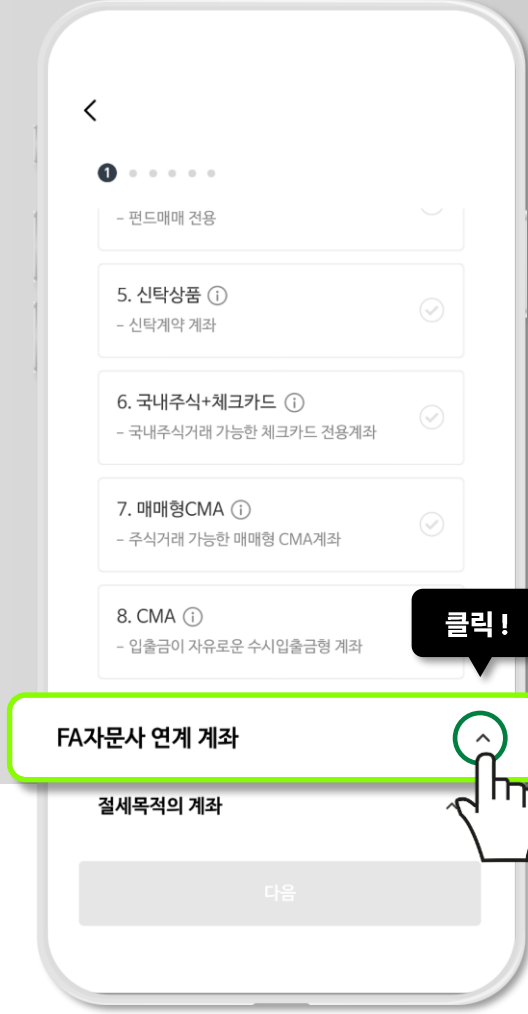 1
- 펀드매매 전용
5. 신탁상품
- 신탁계약 계좌
6. 국내주식+체크카드
- 국내주식거래 가능한 체크카드 전용계좌
7. 매매형CMA
- 주식거래 가능한 매매형 CMA계좌
8. CMA
- 입출금이 자유로운 수시입출금형 계좌
클릭 !
FA자문사 연계 계좌
절세목적의 계좌
다음